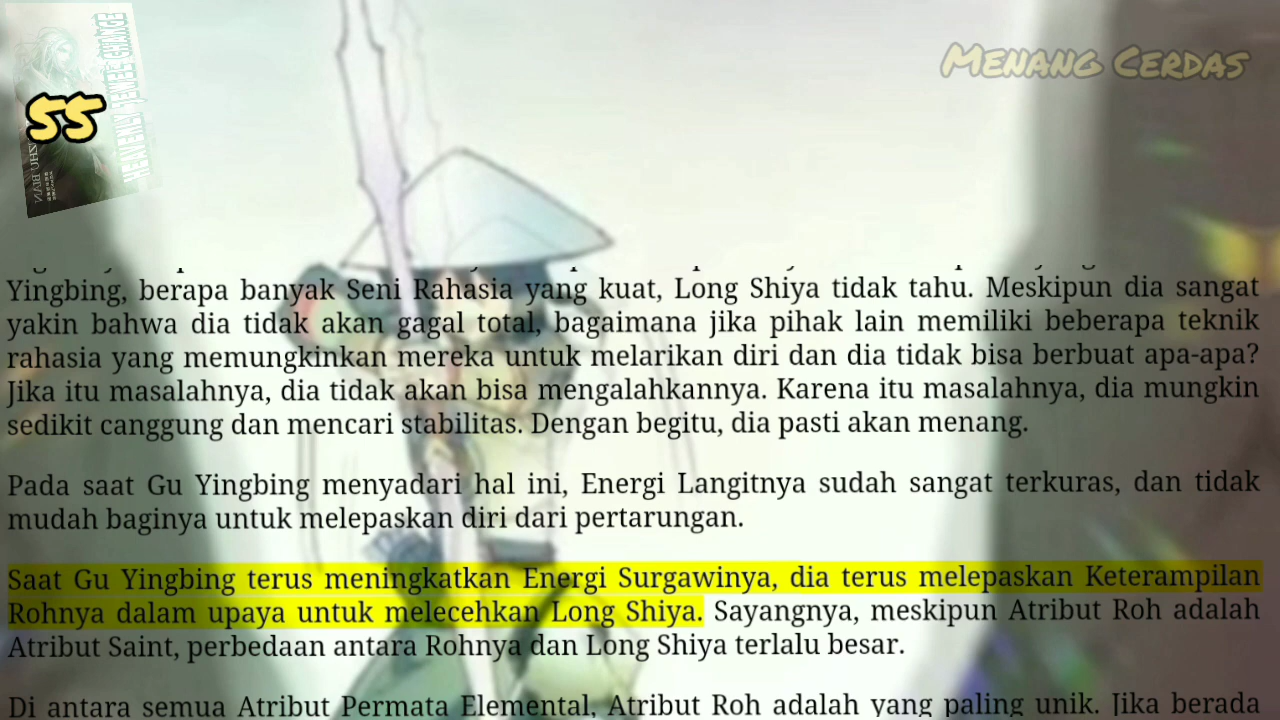 HEAVENLY JEWEL CHANGE
55
MENANG CERDAS
Yingbing, berapa banyak Seni Rahasia yang kuat, Long Shiya tidak tahu. Meskipun dia sangat
yakin bahwa dia tidak akan gagal total, bagaimana jika pihak lain memiliki beberapa teknik
rahasia yang memungkinkan mereka untuk melarikan diri dan dia tidak bisa berbuat apa-apa?
Jika itu masalahnya, dia tidak akan bisa mengalahkannya. Karena itu masalahnya, dia mungkin
sedikit canggung dan mencari stabilitas. Dengan begitu, dia pasti akan menang.
Pada saat Gu Yingbing menyadari hal ini, Energi Langitnya sudah sangat terkuras, dan tidak
mudah baginya untuk melepaskan diri dari pertarungan.
Saat Gu Yingbing terus meningkatkan Energi Surgawinya, dia terus melepaskan Keterampilan
Rohnya dalam upaya untuk melecehkan Long Shiya. Sayangnya, meskipun Atribut Roh adalah
Atribut Saint, perbedaan antara Rohnya dan Long Shiya terlalu besar.
Di antara semua Atribut Permata Elemental, Atribut Roh adalah yang paling unik. Jika berada